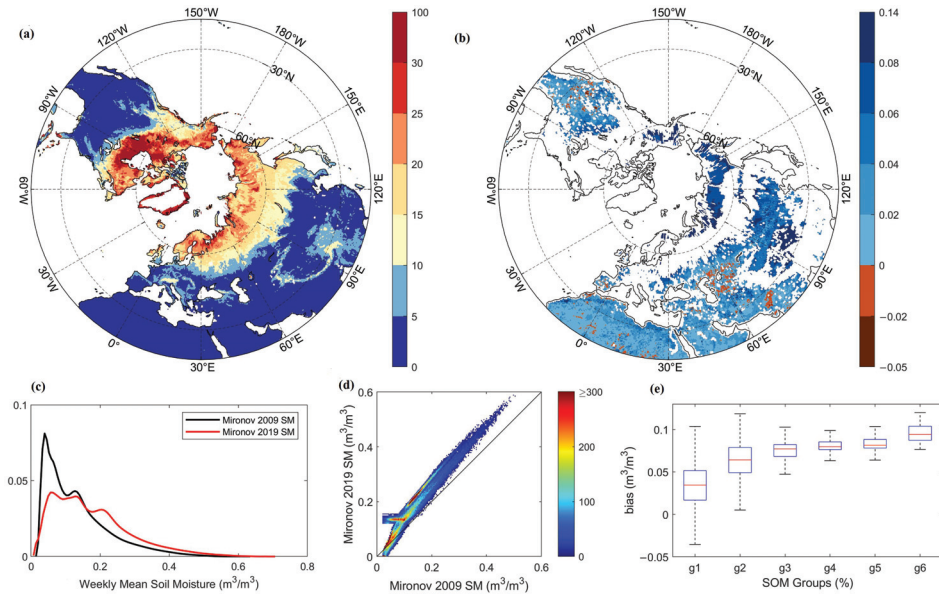 (a)
150°W
120°W
180°W
30°N
90°W
150°E
60°N
60°W
120°E
30°W
90°E
0°
60°E
30°E
100
30
25
20
15
10
5
0
(b)
150°W
120°W
180°W
30°N
90°W
150°E
60°N
60°W
120°E
30°W
90°E
0°
60°E
30°E
0.14
0.08
0.06
0.04
0.02
0
−0.02
−0.05
(c)
0.1
0.05
0
0 0.2 0.4 0.6 0.8
Mironov 2009 SM
Mironov 2019 SM
Weekly Mean Soil Moisture (m³/m³)
(d)
0.6
0.4
0.2
0
0 0.2 0.4 0.6
Mironov 2019 SM (m³/m³)
Mironov 2009 SM (m³/m³)
≥300
200
100
0
(e)
0.1
0.05
0
−0.05
bias (m³/m³)
g1 g2 g3 g4 g5 g6
SOM Groups (%)